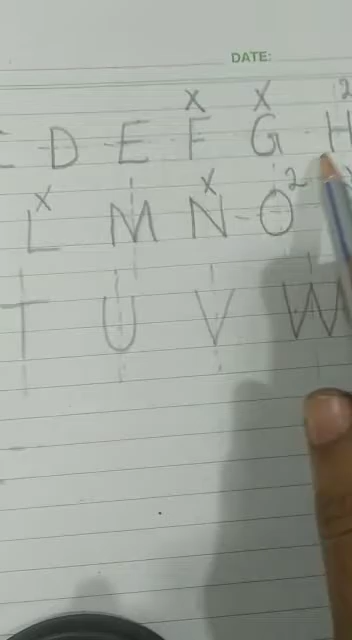 DATE:
X X 2
C D E F G H
X X 2
L M N O
T U V W